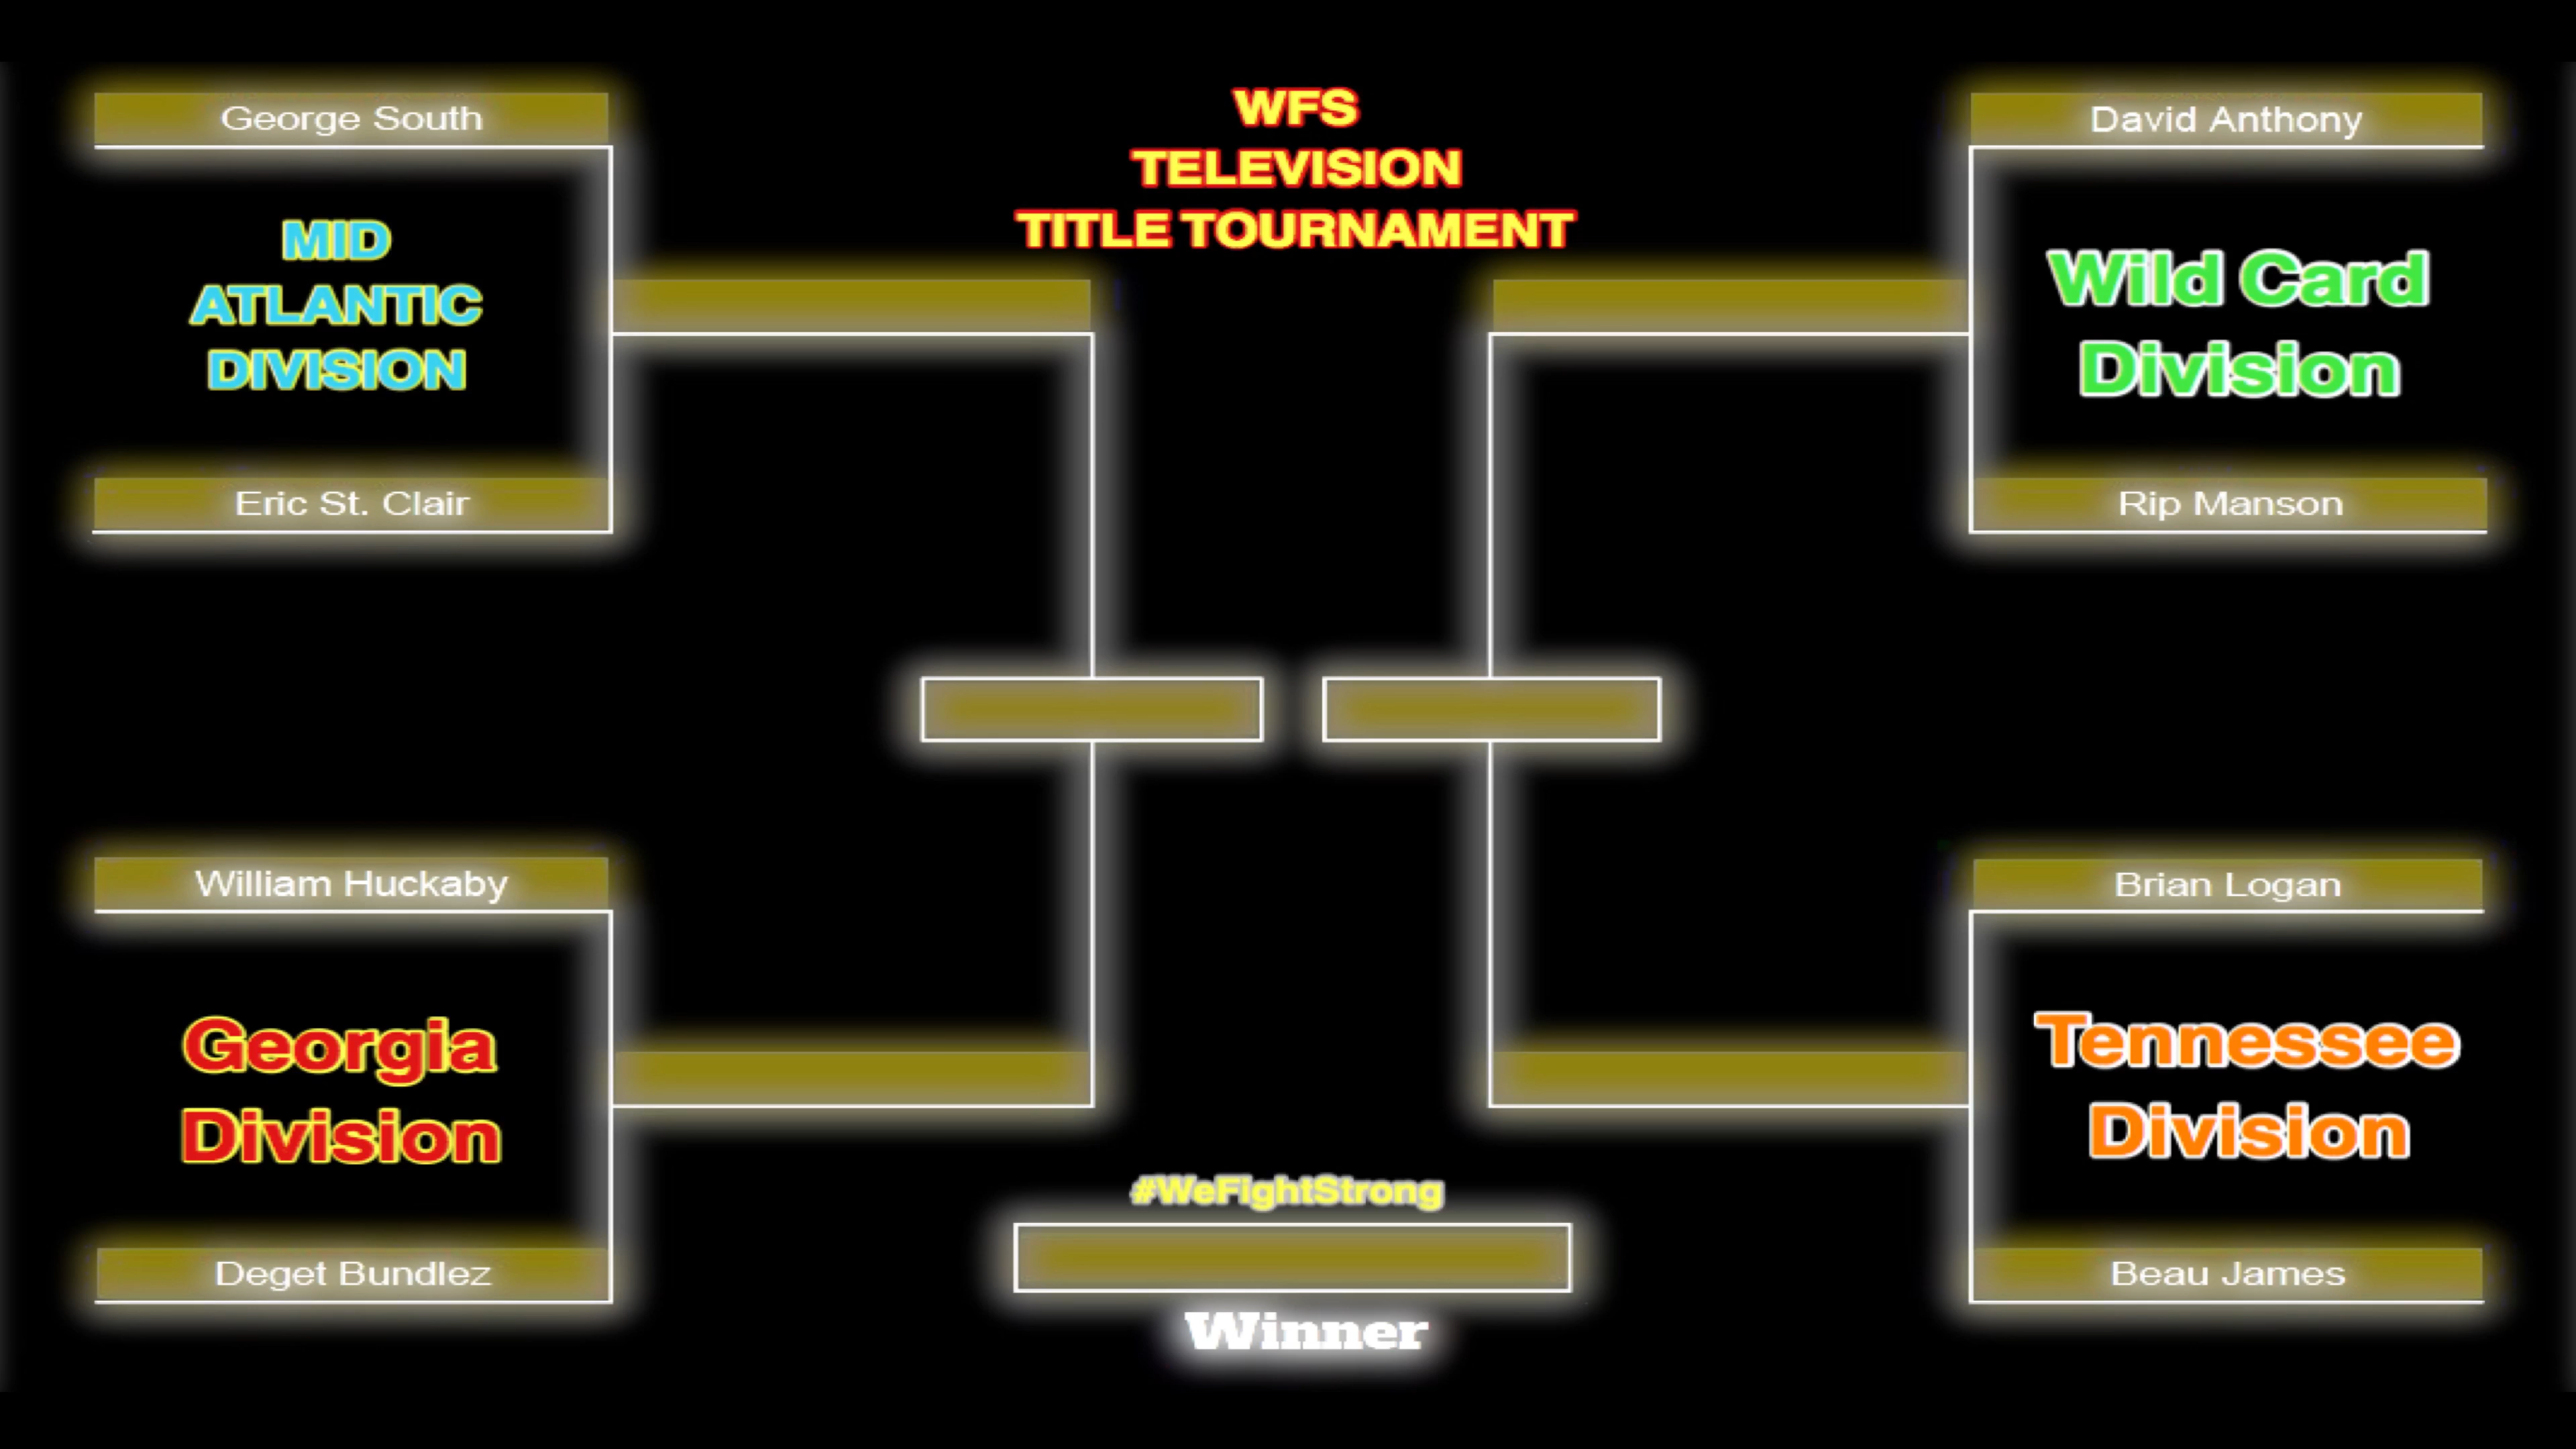 WFS
TELEVISION
TITLE TOURNAMENT
George South
MID
ATLANTIC
DIVISION
Eric St. Clair
William Huckaby
Georgia
Division
Deget Bundlez
David Anthony
Wild Card
Division
Rip Manson
Brian Logan
Tennessee
Division
Beau James
#WeFightStrong
Winner